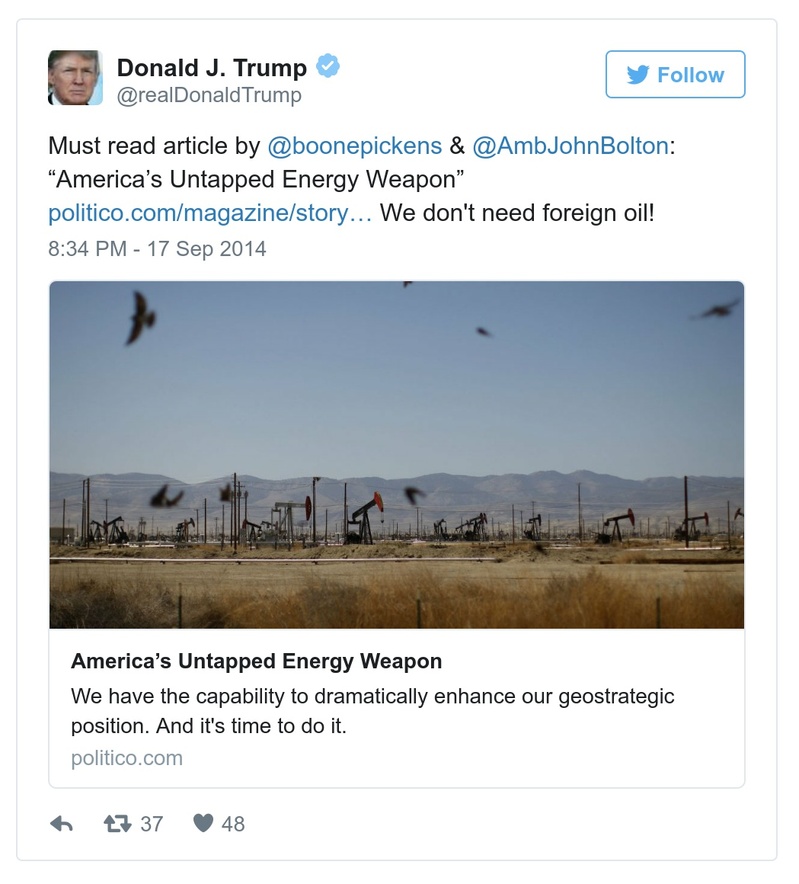 Donald J. Trump
@realDonaldTrump
Follow
Must read article by @boonepickens & @AmbJohnBolton:
“America’s Untapped Energy Weapon”
politico.com/magazine/story… We don't need foreign oil!
8:34 PM - 17 Sep 2014
America’s Untapped Energy Weapon
We have the capability to dramatically enhance our geostrategic
position. And it's time to do it.
politico.com
37
48